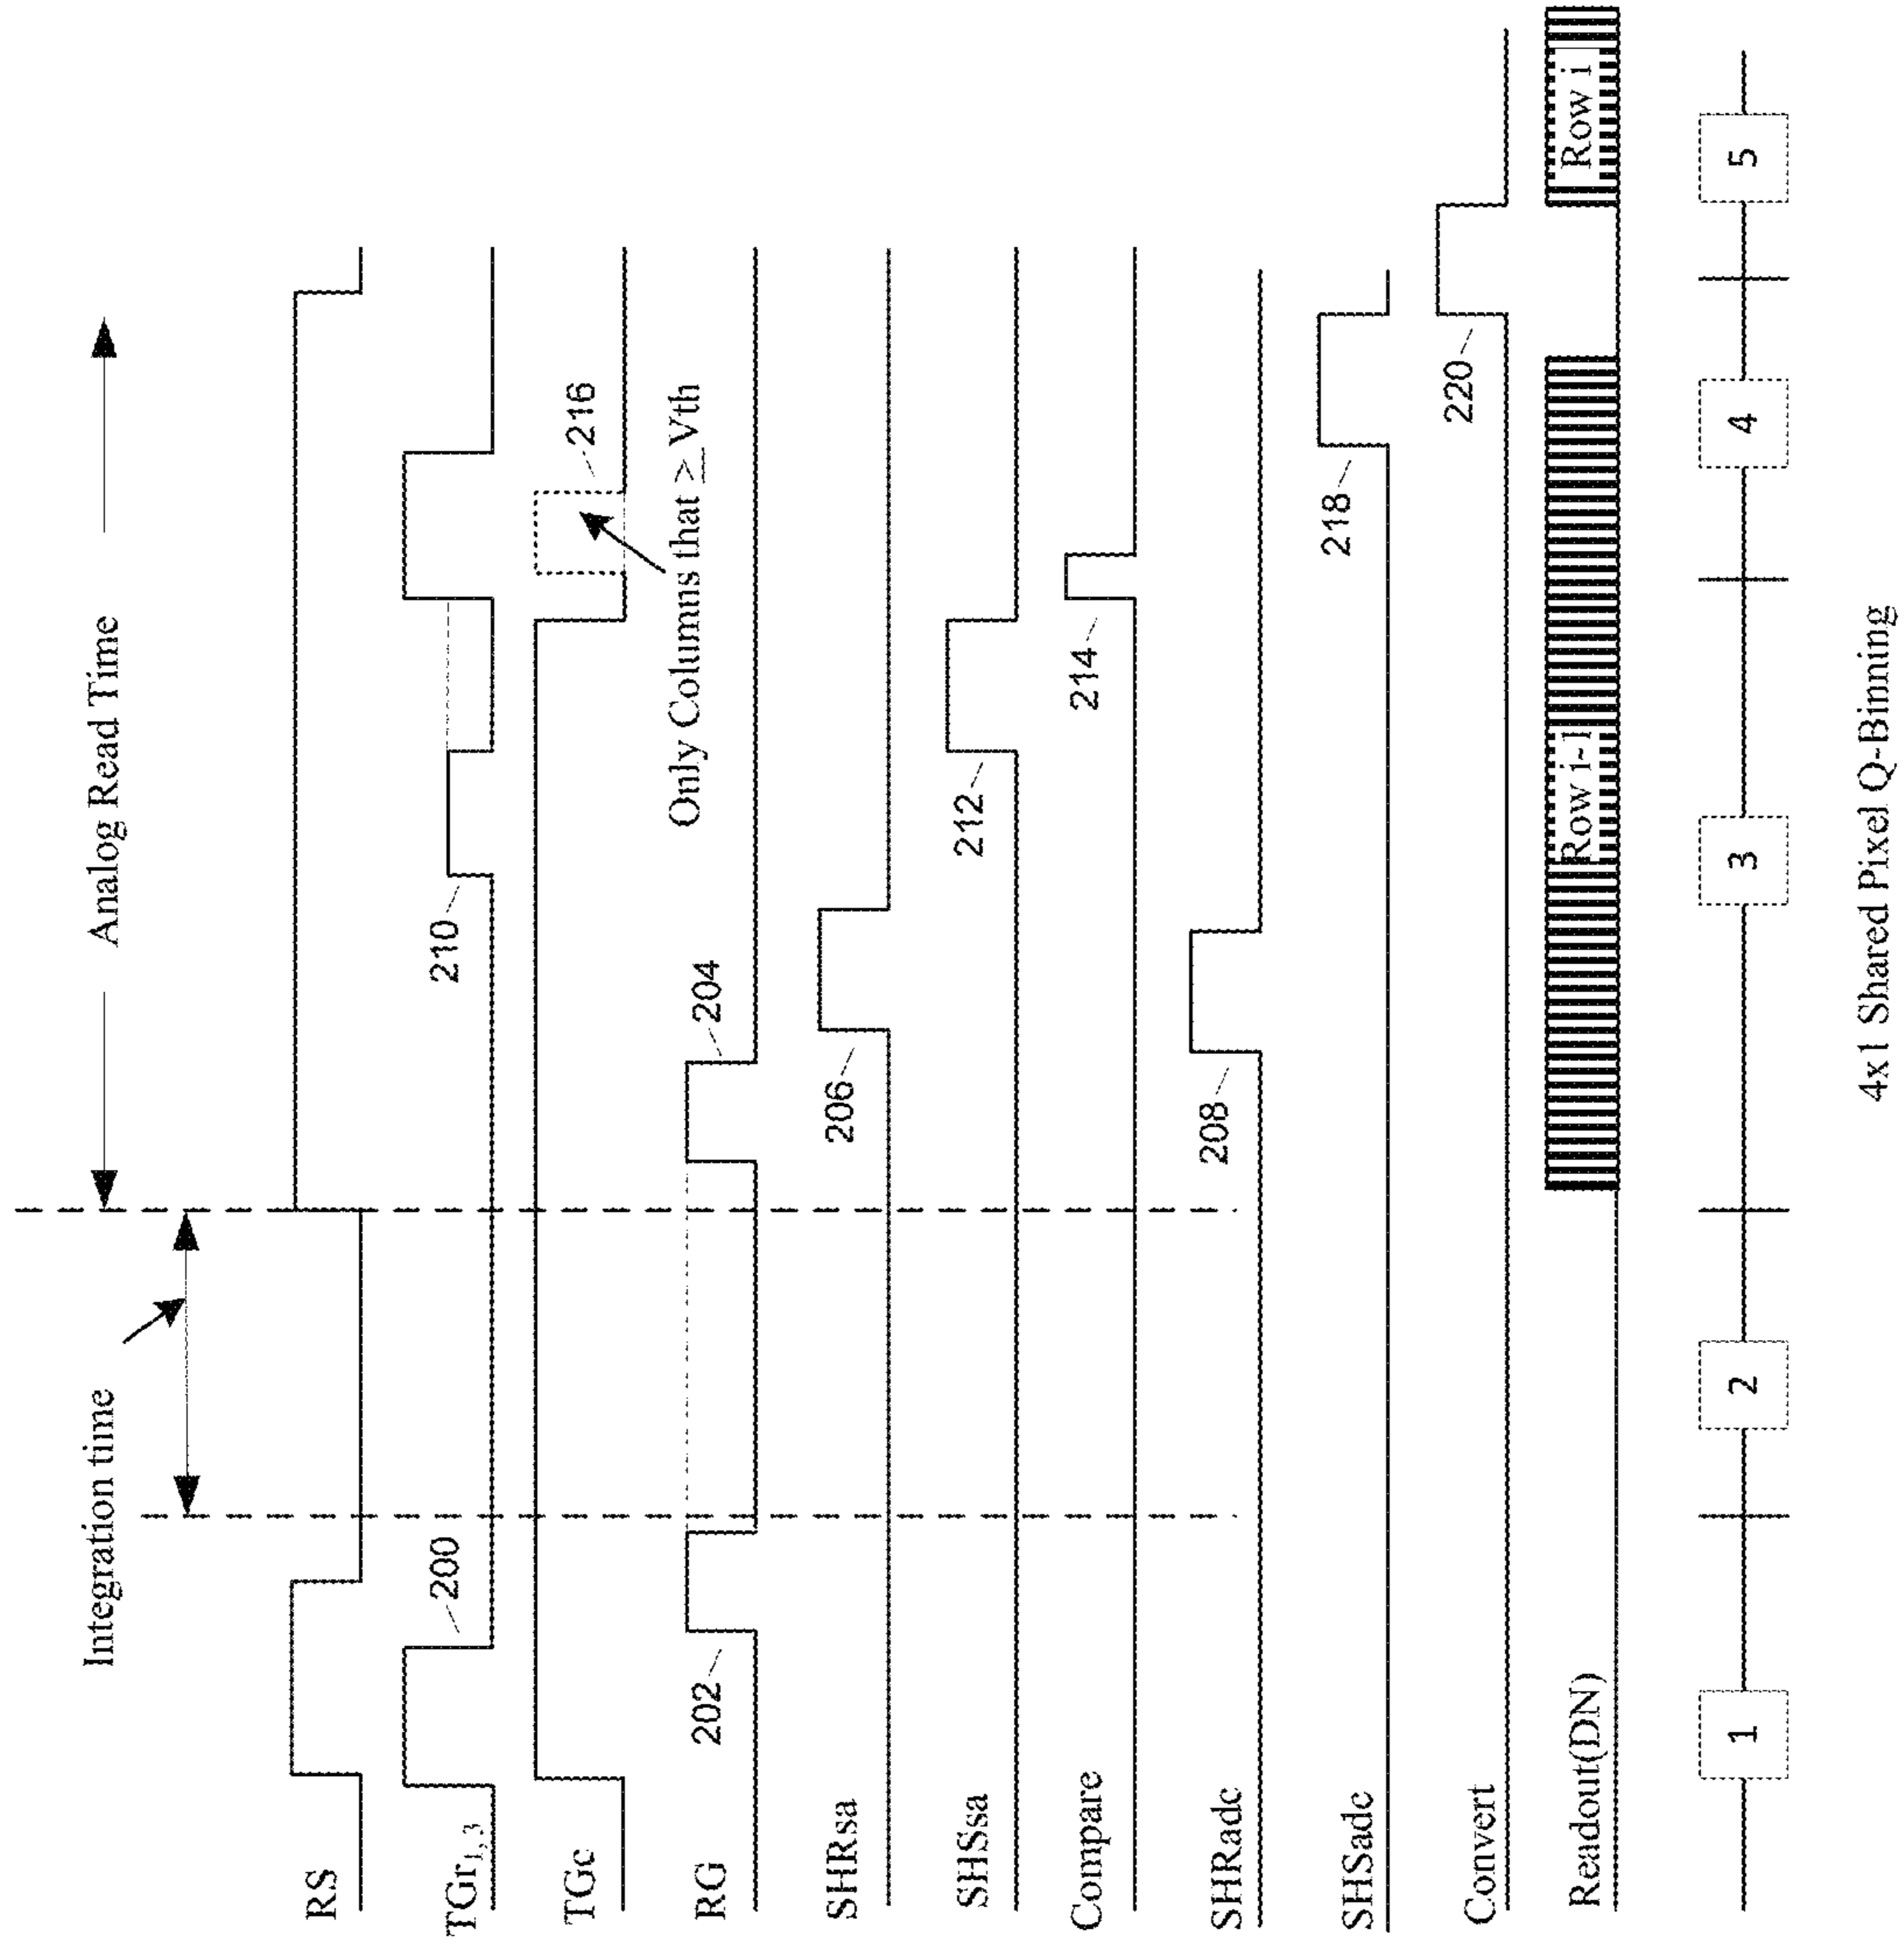 Integration time
Analog Read Time
RS
TGr1,3
200
210
TGc
216
Only Columns that ≥ Vth
RG
202
204
SHRsa
206
SHSsa
212
Compare
214
SHRadc
208
SHSadc
218
Convert
220
Readout(DN)
Row i-1
Row i
1
2
3
4
5
4x1 Shared Pixel Q-Binning